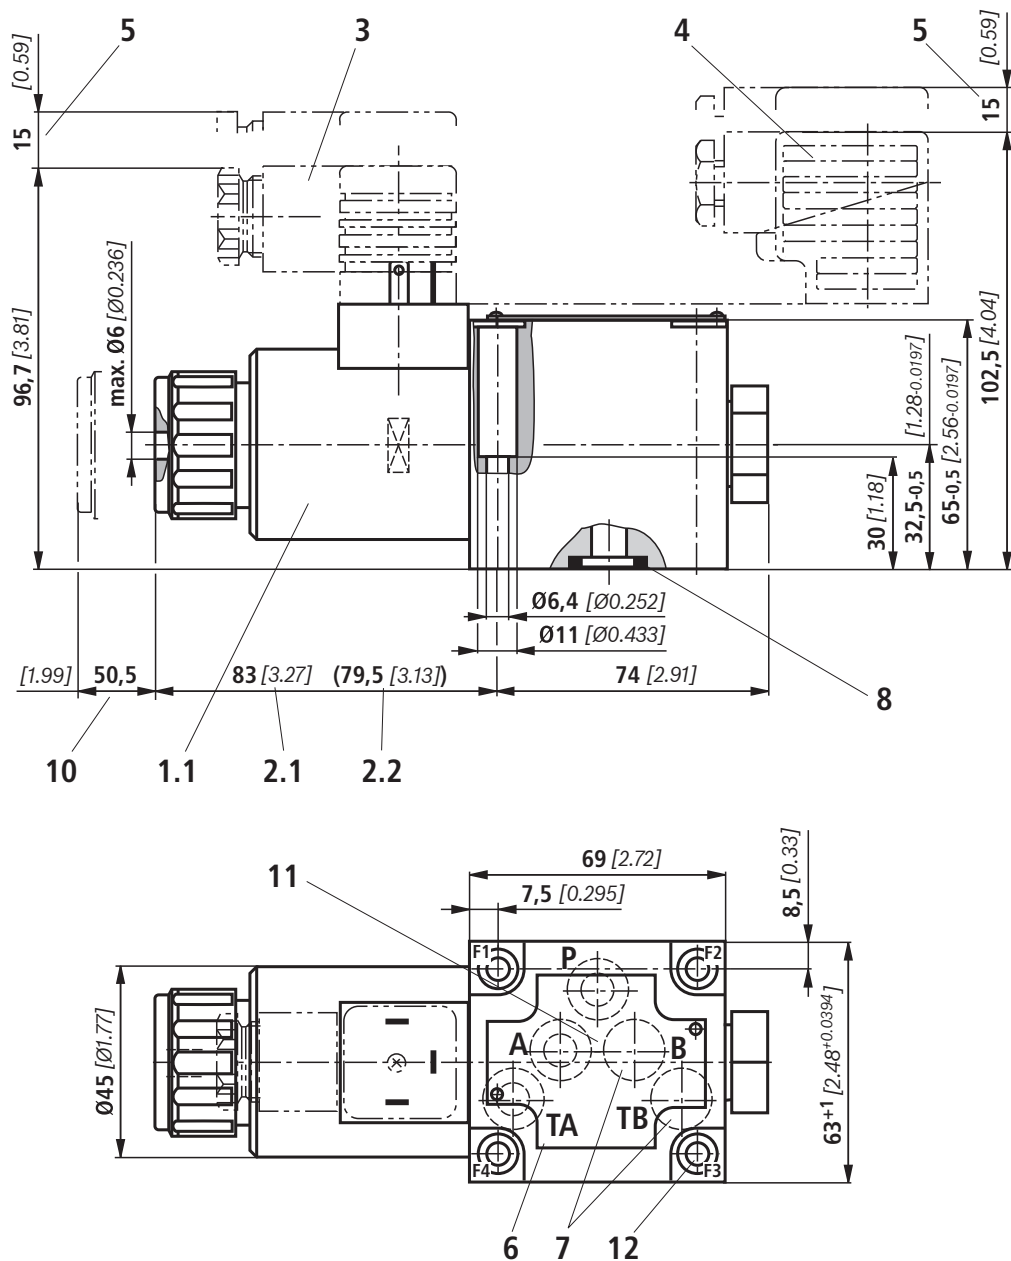 5
3
4
5
[0.59]
15
[0.59]
15
96,7 [3.81]
max. Ø6 [Ø0.236]
30 [1.18]
32,5-0,5 [1.28-0.0197]
65-0,5 [2.56-0.0197]
102,5 [4.04]
Ø6,4 [Ø0.252]
Ø11 [Ø0.433]
[1.99] 50,5
83 [3.27] (79,5 [3.13])
74 [2.91]
8
10
1.1
2.1
2.2
69 [2.72]
7,5 [0.295]
8,5 [0.33]
11
F1
F2
P
A
B
TA
TB
F4
F3
Ø45 [Ø1.77]
63+1 [2.48+0.0394]
6
7
12